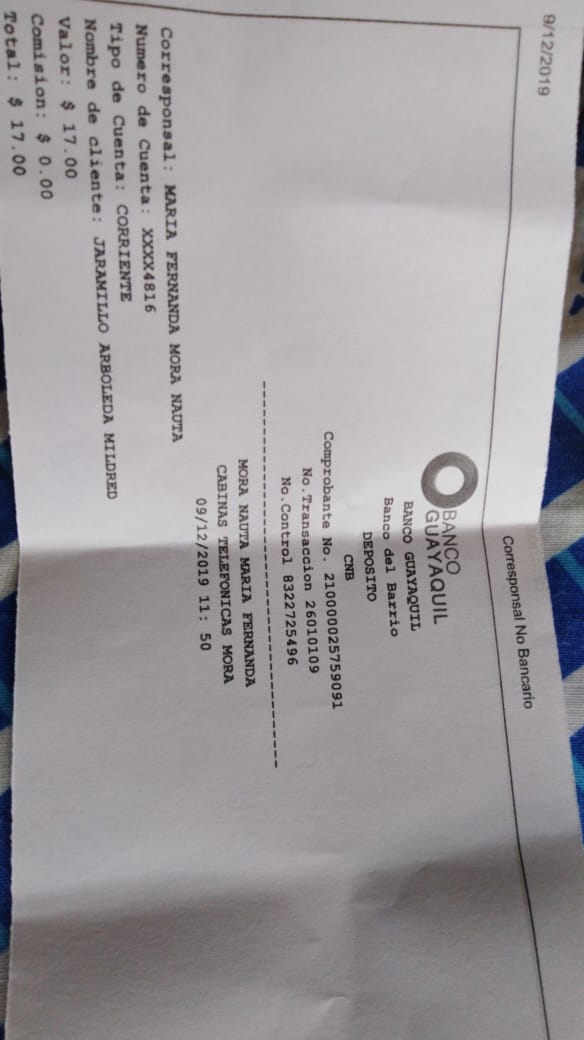 9/12/2019
Corresponsal No Bancario
BANCO
GUAYAQUIL
BANCO GUAYAQUIL
Banco del Barrio
DEPOSITO
CNB
Comprobante No. 210000025759091
No.Transaccion 26010109
No.Control 8322725496
MORA NAUTA MARIA FERNANDA
CABINAS TELEFONICAS MORA
09/12/2019 11: 50
Corresponsal: MARIA FERNANDA MORA NAUTA
Numero de Cuenta: XXXX4816
Tipo de Cuenta: CORRIENTE
Nombre de cliente: JARAMILLO ARBOLEDA MILDRED
Valor: $ 17.00
Comision: $ 0.00
Total: $ 17.00